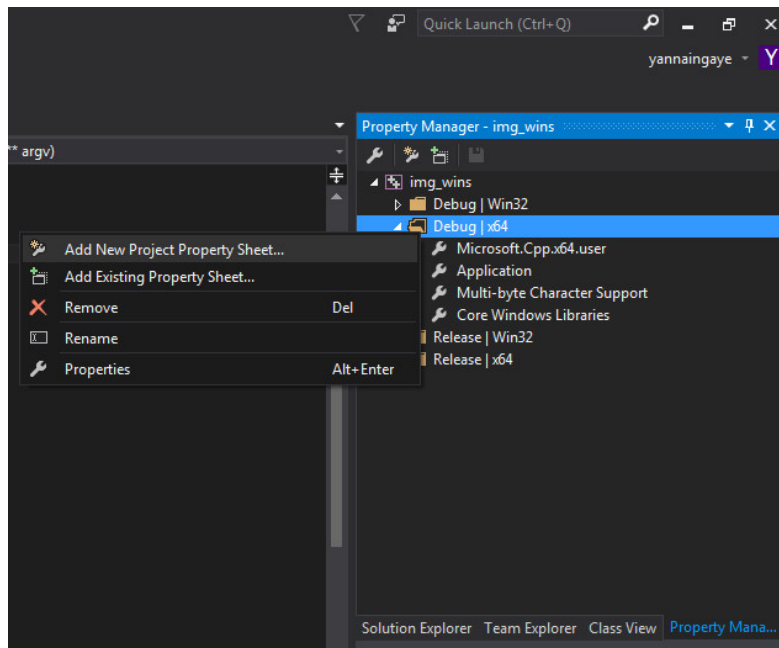 Quick Launch (Ctrl+Q)
yannaingaye
Y
Property Manager - img_wins
** argv)
img_wins
Debug | Win32
Debug | x64
Add New Project Property Sheet...
Microsoft.Cpp.x64.user
Add Existing Property Sheet...
Application
Multi-byte Character Support
Remove Del
Core Windows Libraries
Rename
Release | Win32
Properties Alt+Enter
Release | x64
Solution Explorer Team Explorer Class View Property Mana...